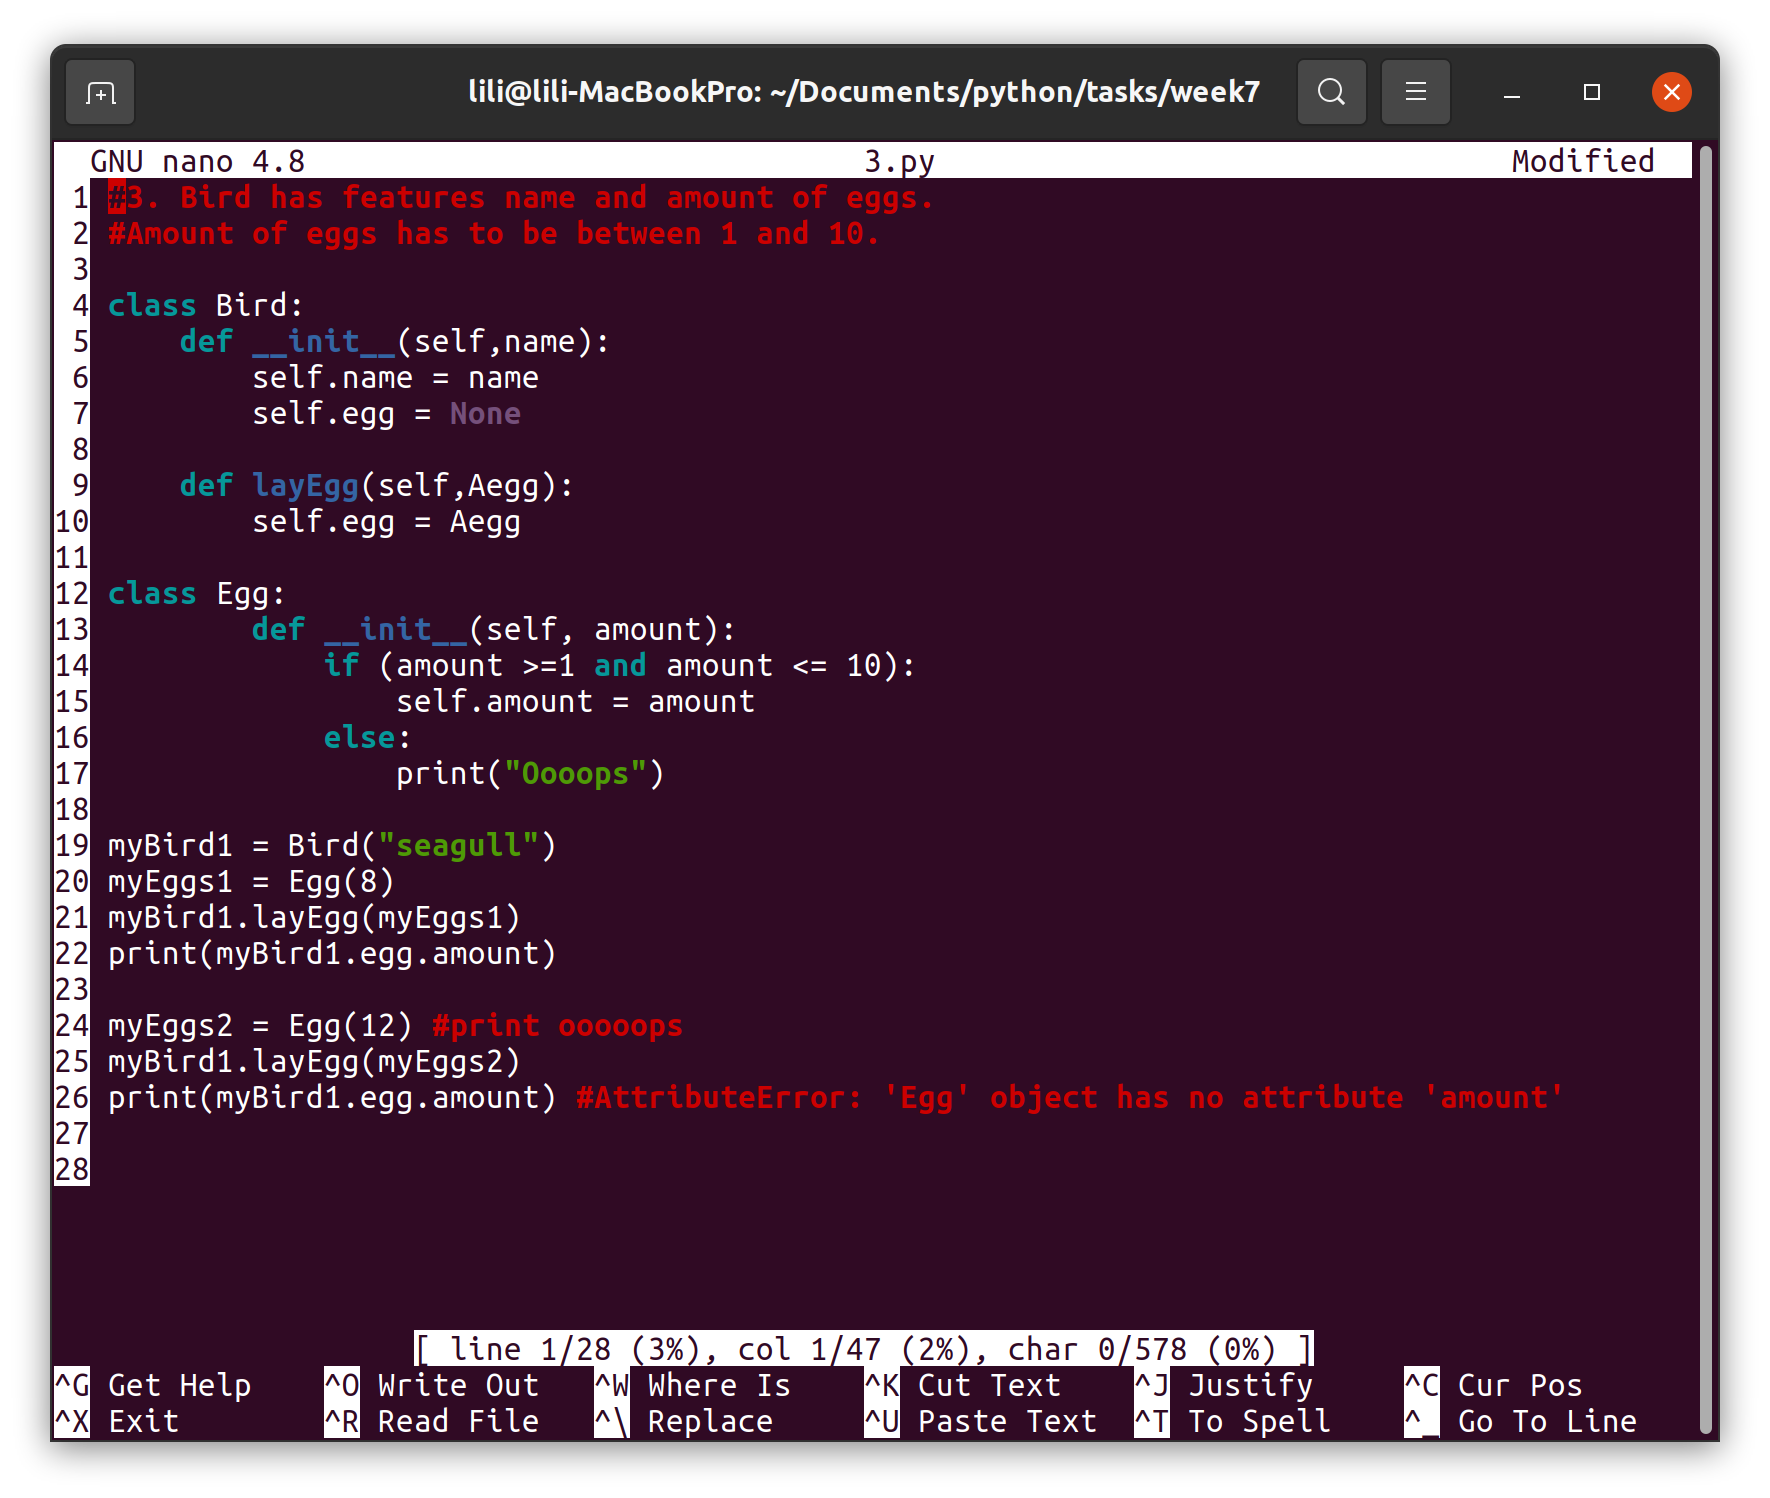 lili@lili-MacBookPro: ~/Documents/python/tasks/week7
GNU nano 4.8 3.py Modified
1 #3. Bird has features name and amount of eggs.
2 #Amount of eggs has to be between 1 and 10.
3
4 class Bird:
5     def __init__(self,name):
6         self.name = name
7         self.egg = None
8
9     def layEgg(self,Aegg):
10         self.egg = Aegg
11
12 class Egg:
13         def __init__(self, amount):
14             if (amount >=1 and amount <= 10):
15                 self.amount = amount
16             else:
17                 print("Oooops")
18
19 myBird1 = Bird("seagull")
20 myEggs1 = Egg(8)
21 myBird1.layEgg(myEggs1)
22 print(myBird1.egg.amount)
23
24 myEggs2 = Egg(12) #print ooooops
25 myBird1.layEgg(myEggs2)
26 print(myBird1.egg.amount) #AttributeError: 'Egg' object has no attribute 'amount'
27
28
[ line 1/28 (3%), col 1/47 (2%), char 0/578 (0%) ]
^G Get Help ^O Write Out ^W Where Is ^K Cut Text ^J Justify ^C Cur Pos
^X Exit ^R Read File ^\ Replace ^U Paste Text ^T To Spell ^_ Go To Line